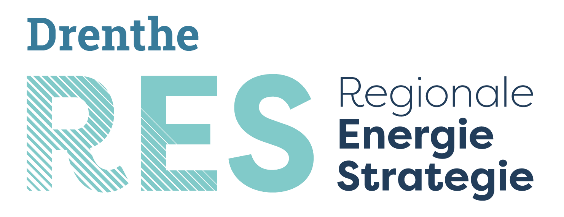 Drenthe
RES
Regionale
Energie
Strategie